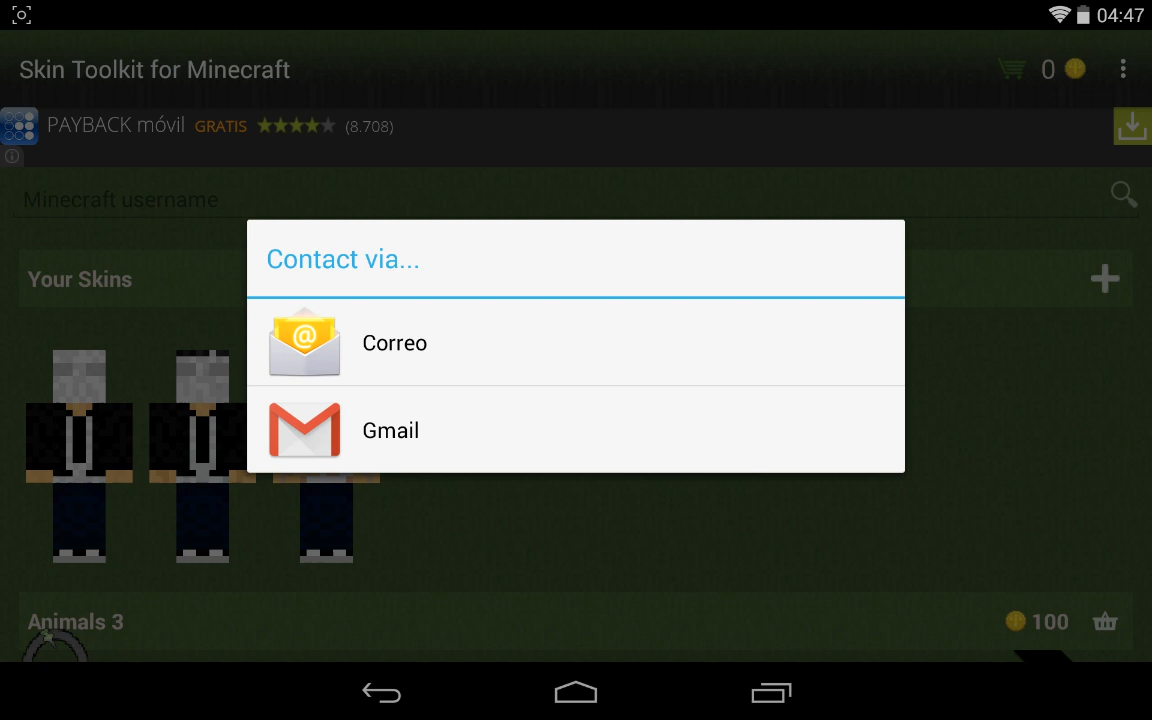 04:47
Skin Toolkit for Minecraft
0
PAYBACK móvil GRATIS (8.708)
Minecraft username
Contact via...
Your Skins
Correo
Gmail
Animals 3
100